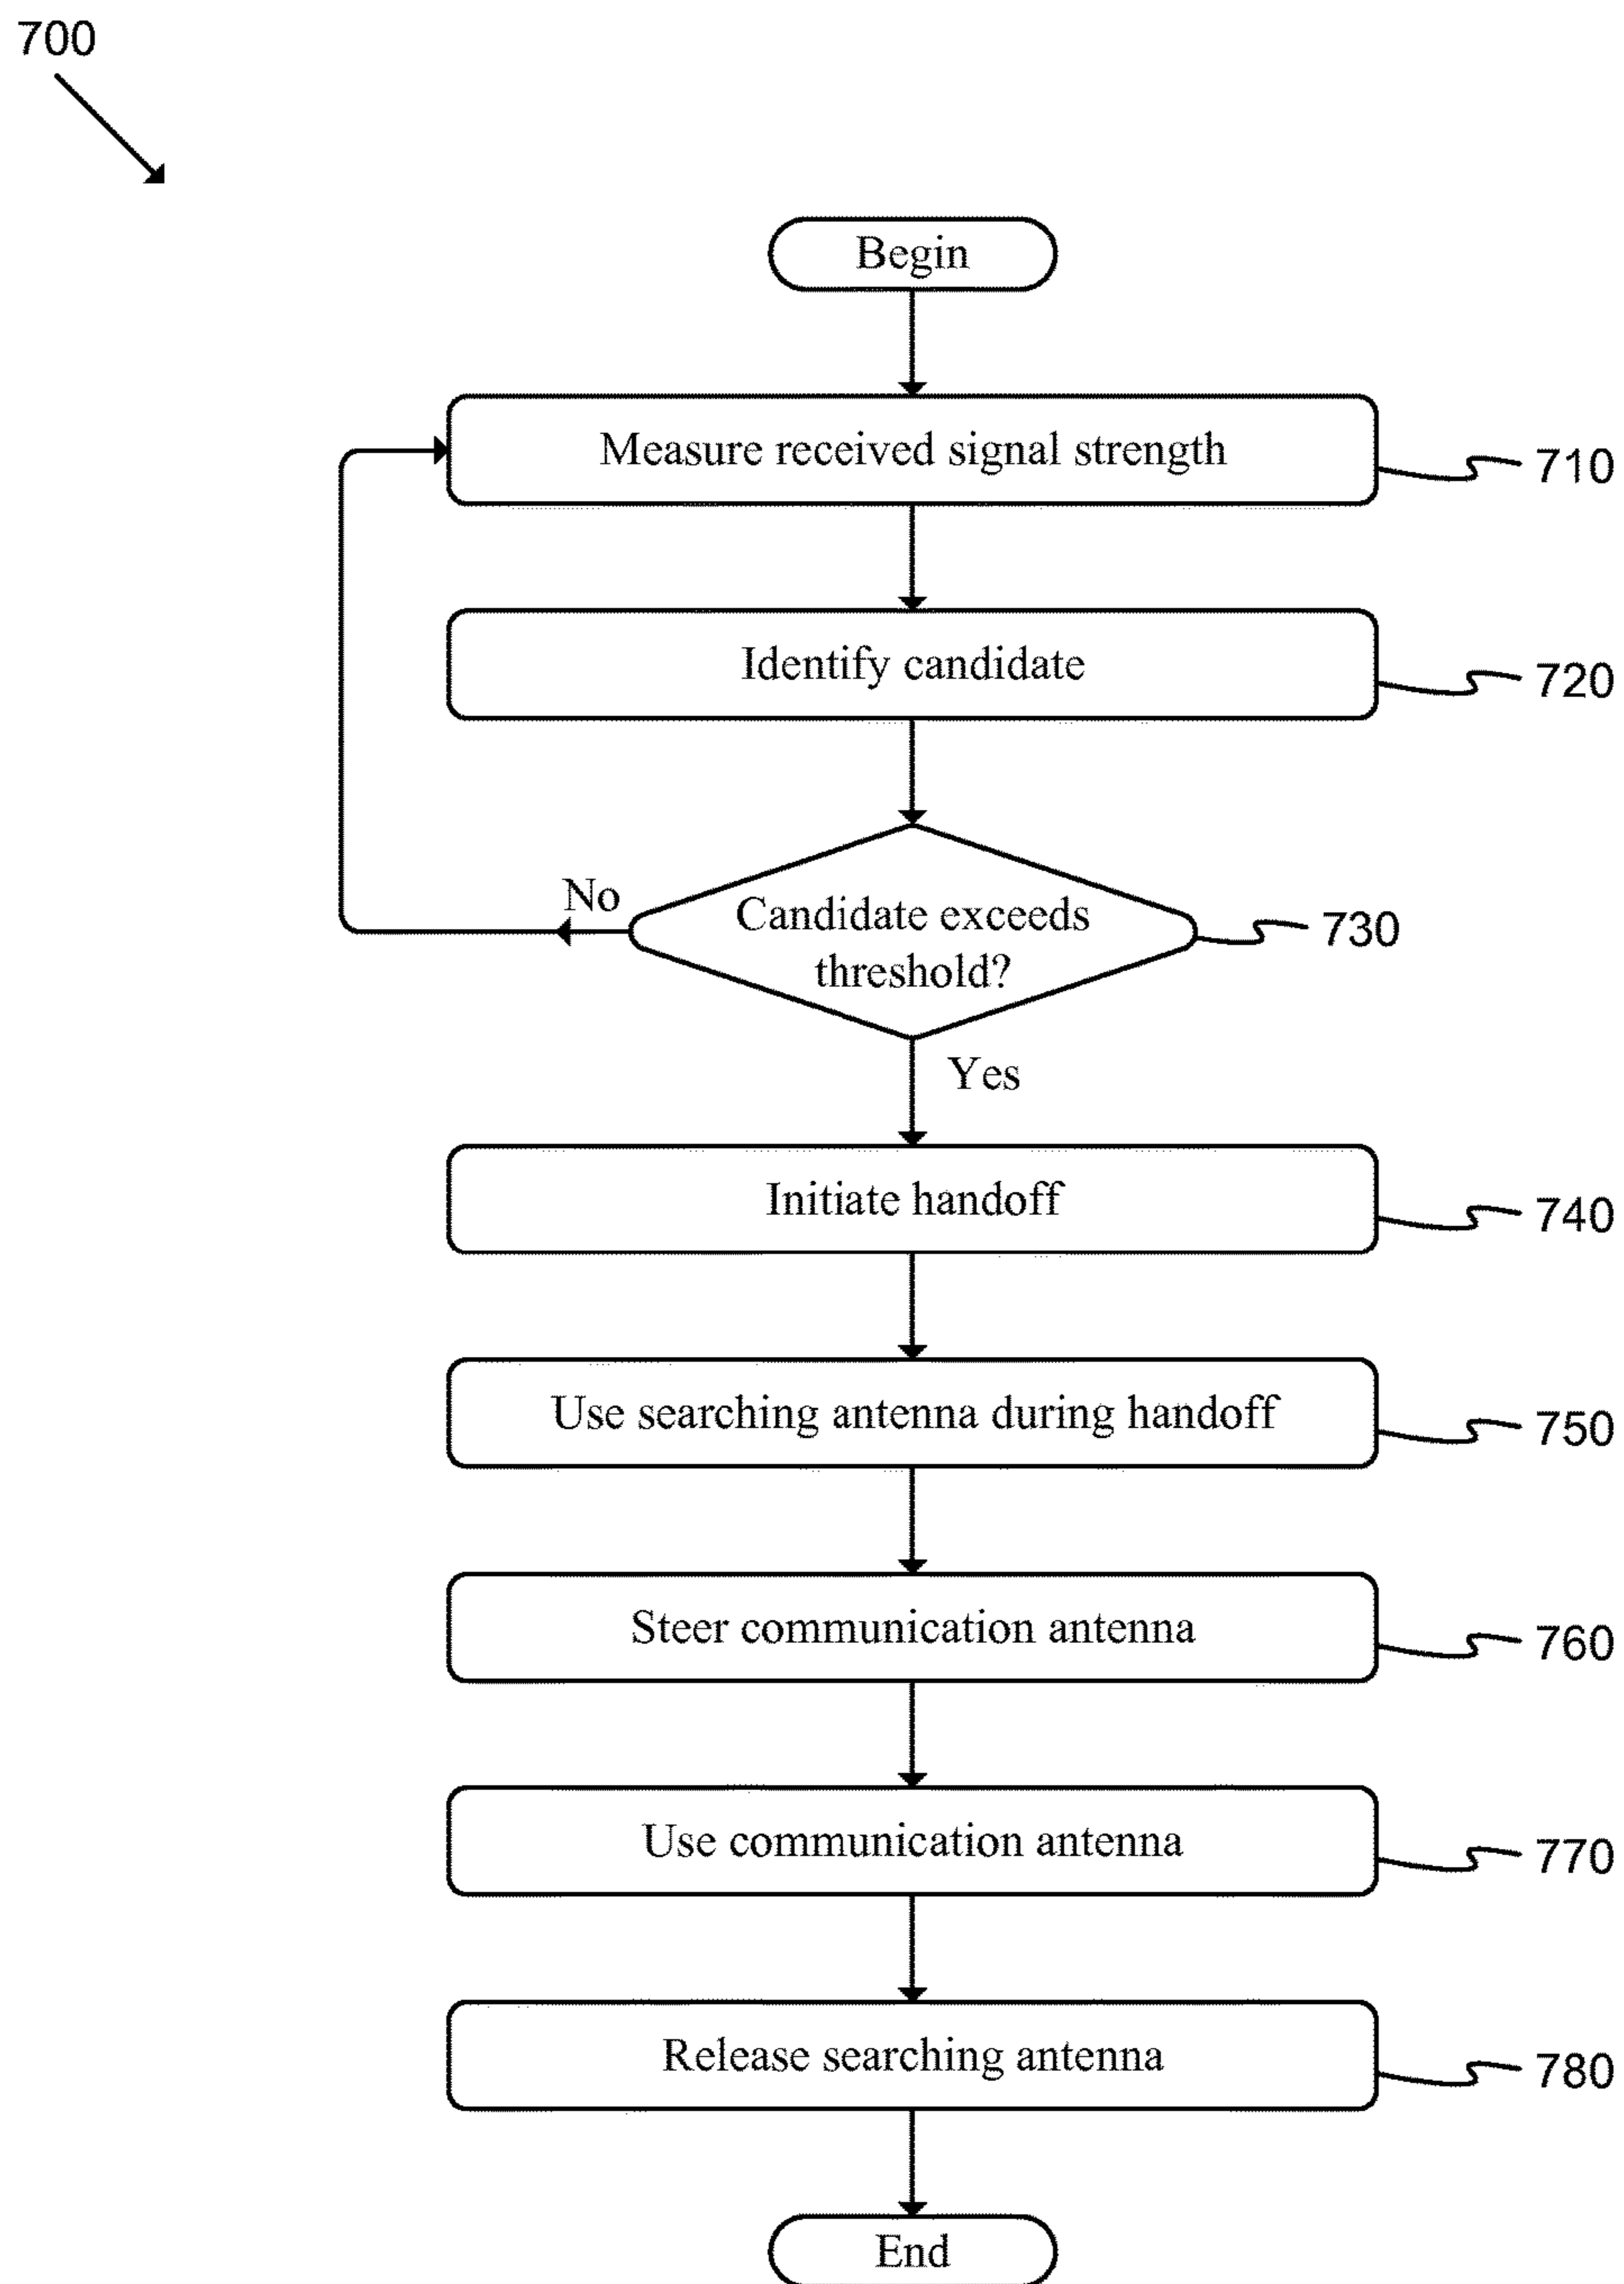 700
Begin
Measure received signal strength
710
Identify candidate
720
No
Candidate exceeds
threshold?
730
Yes
Initiate handoff
740
Use searching antenna during handoff
750
Steer communication antenna
760
Use communication antenna
770
Release searching antenna
780
End